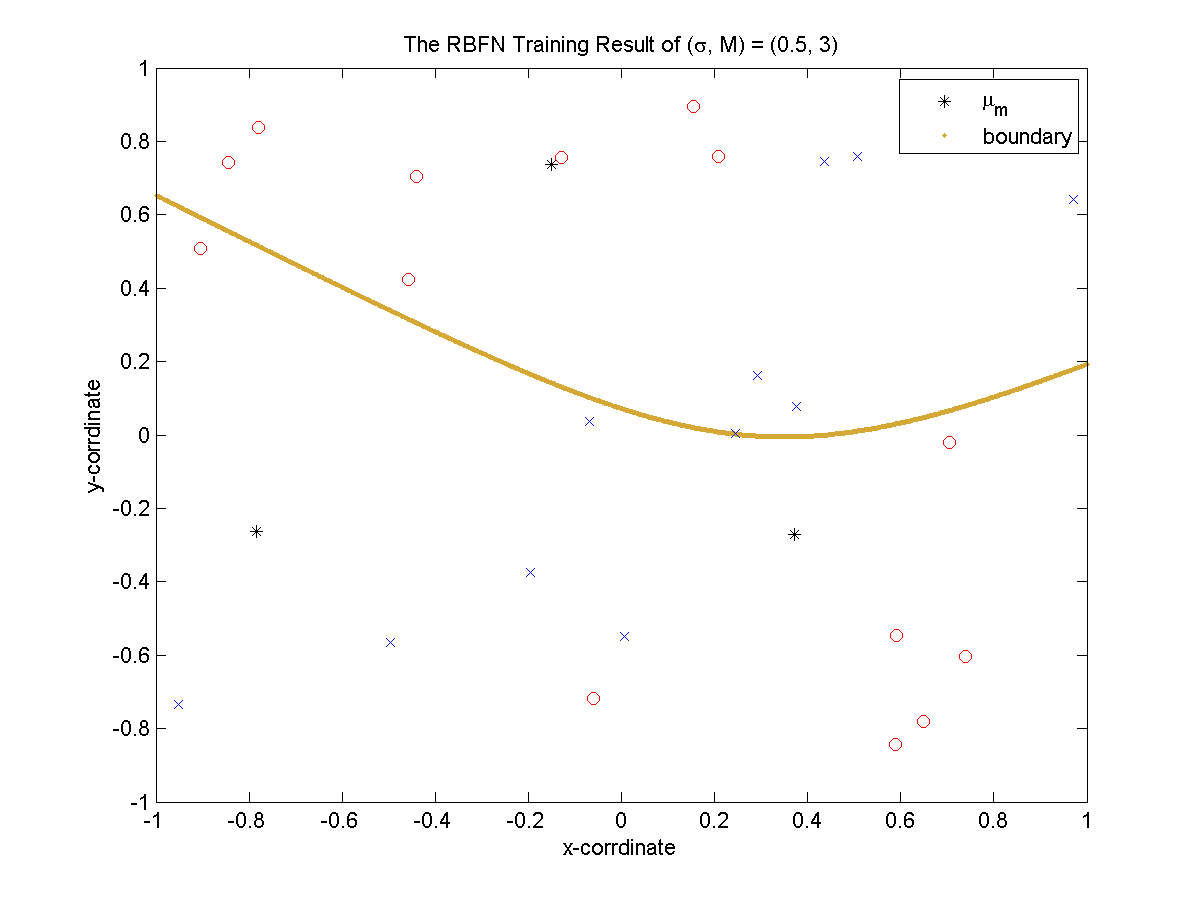 The RBFN Training Result of (σ, M) = (0.5, 3)
μm
boundary
1
0.8
0.6
0.4
0.2
0
-0.2
-0.4
-0.6
-0.8
-1
y-corrdinate
-1 -0.8 -0.6 -0.4 -0.2 0 0.2 0.4 0.6 0.8 1
x-corrdinate